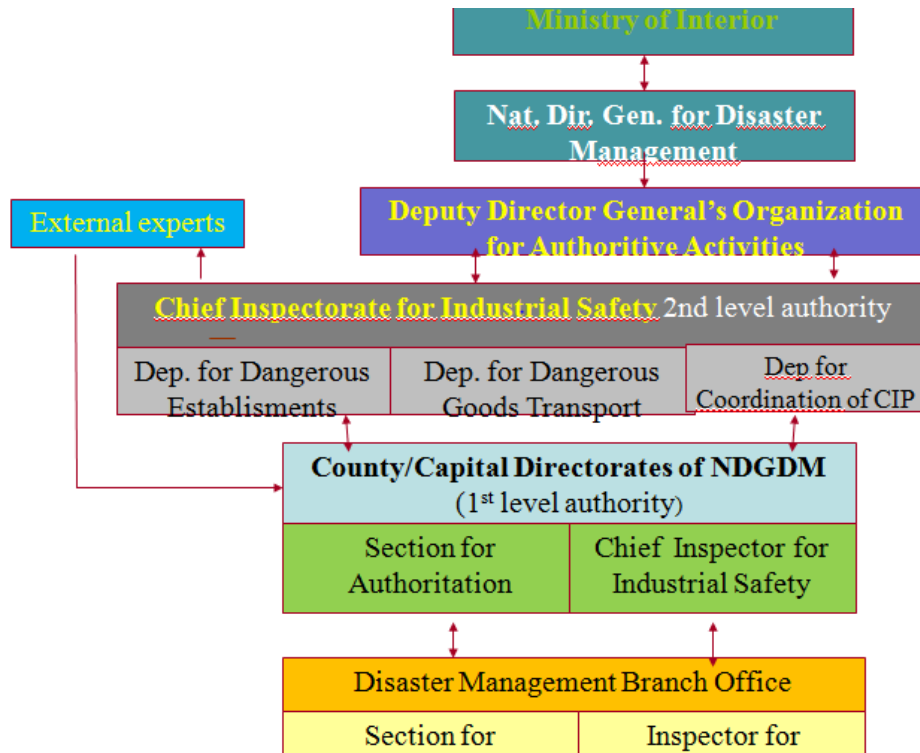 Ministry of Interior
Nat. Dir. Gen. for Disaster
Management
External experts
Deputy Director General's Organization
for Authoritive Activities
Chief Inspectorate for Industrial Safety 2nd level authority
Dep. for Dangerous
Establisments
Dep. for Dangerous
Goods Transport
Dep for
Coordination of CIP
County/Capital Directorates of NDGDM
(1st level authority)
Section for
Authoritation
Chief Inspector for
Industrial Safety
Disaster Management Branch Office
Section for
Inspector for